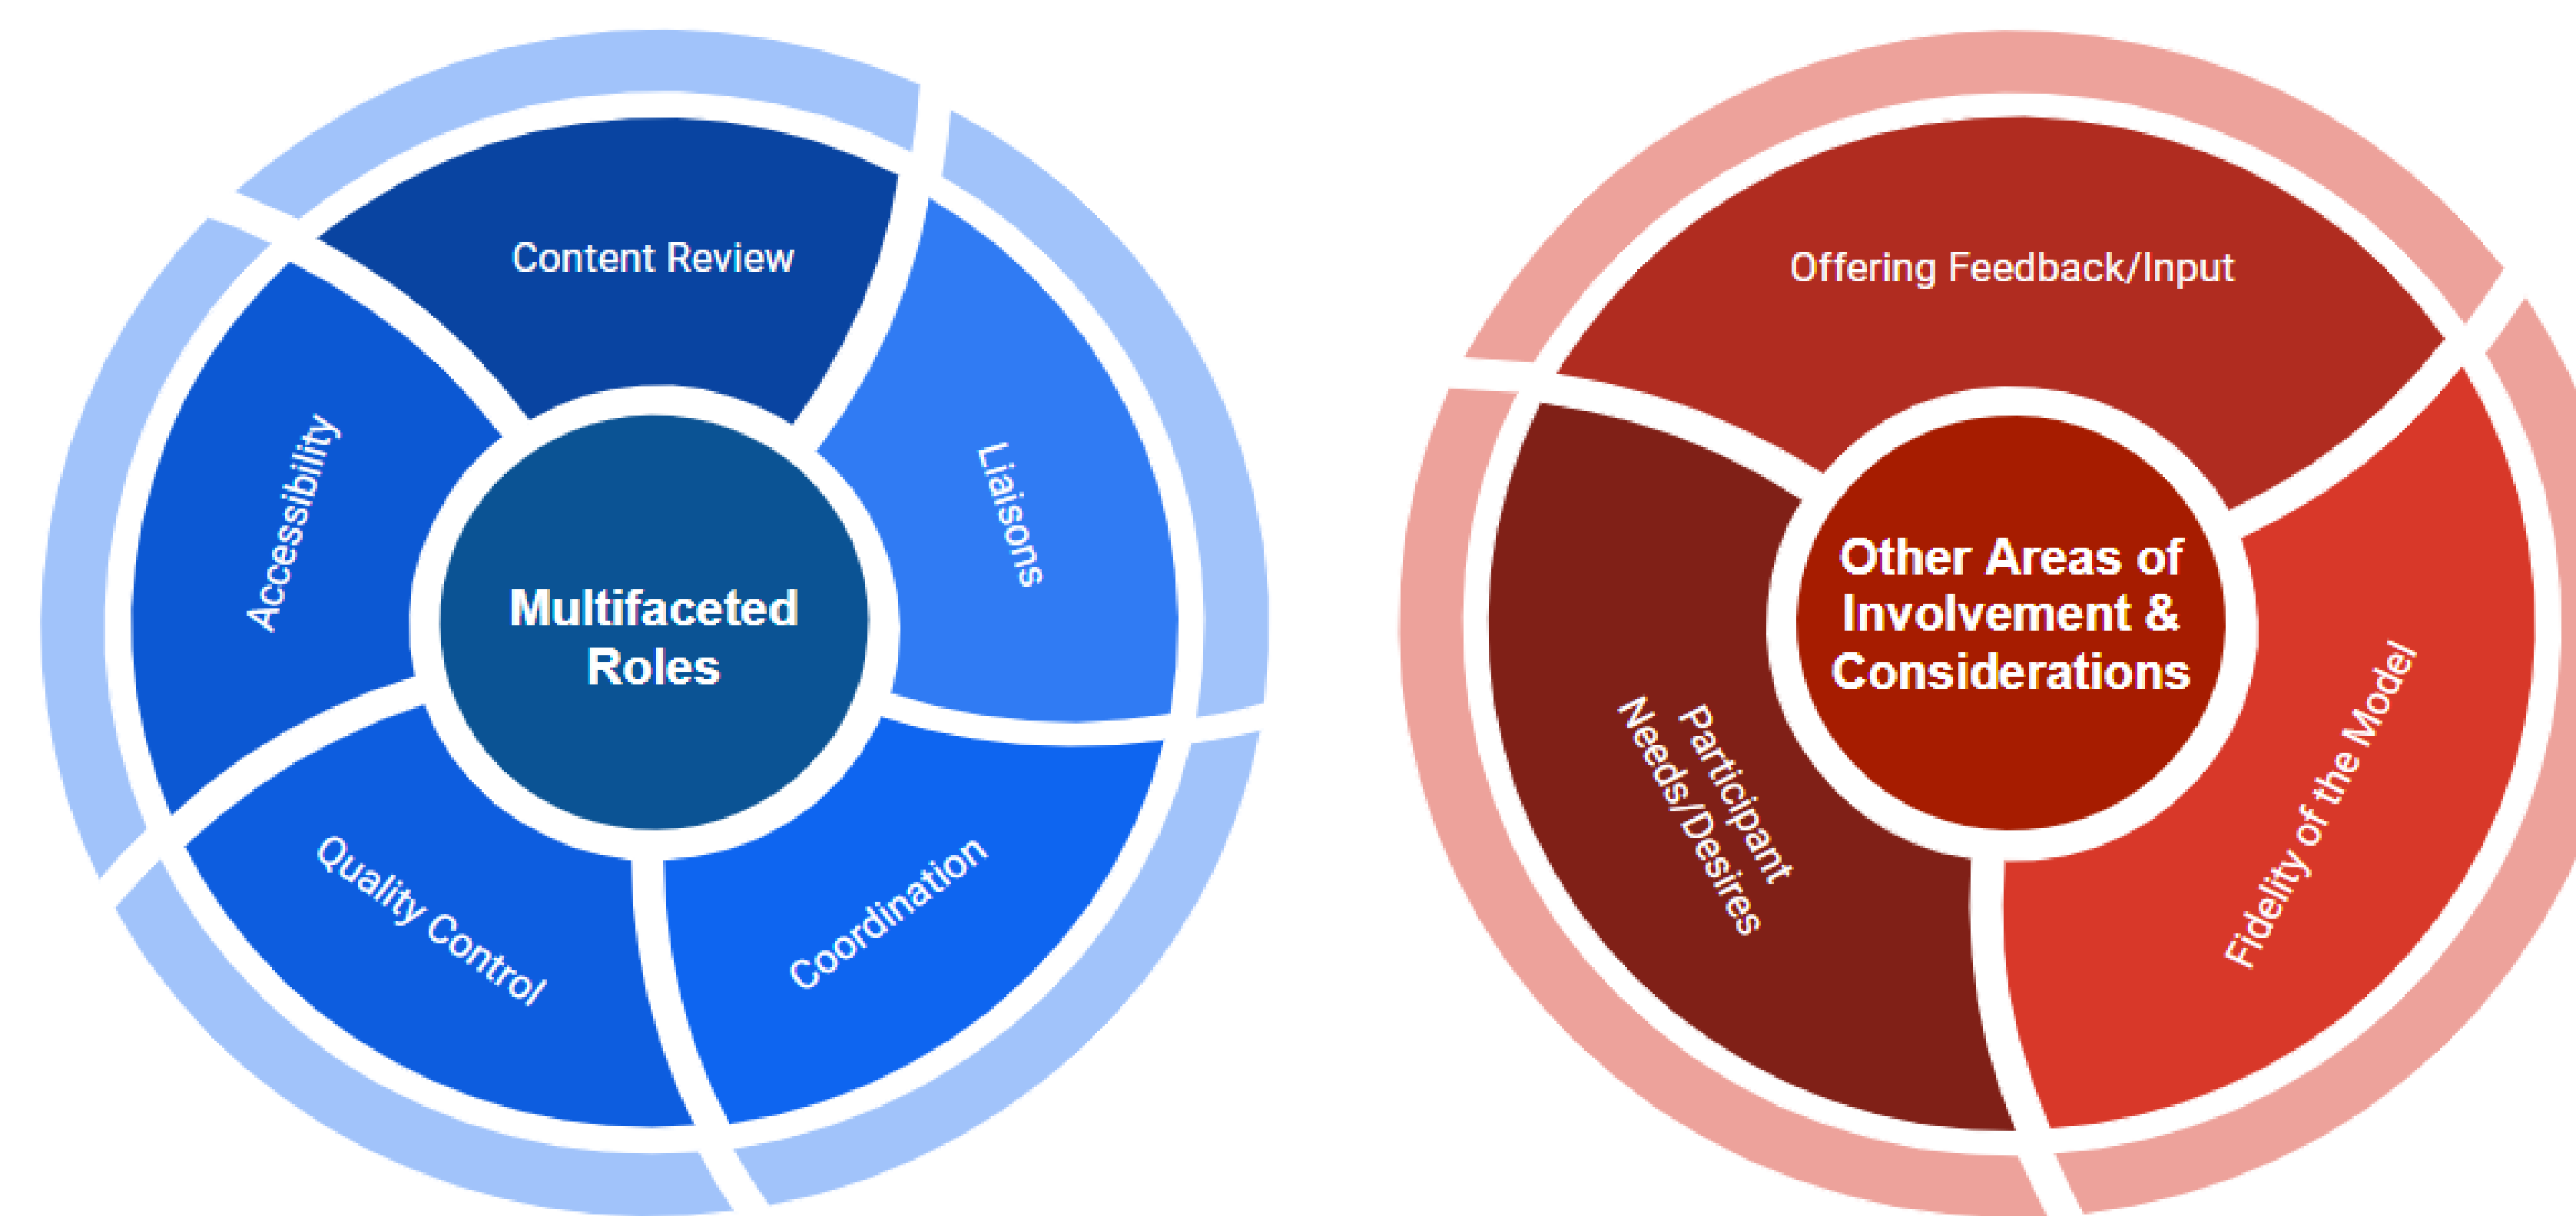 Content Review
Liaisons
Coordination
Quality Control
Accessibility
Multifaceted
Roles
Offering Feedback/Input
Fidelity of the Model
Participant
Needs/Desires
Other Areas of
Involvement &
Considerations